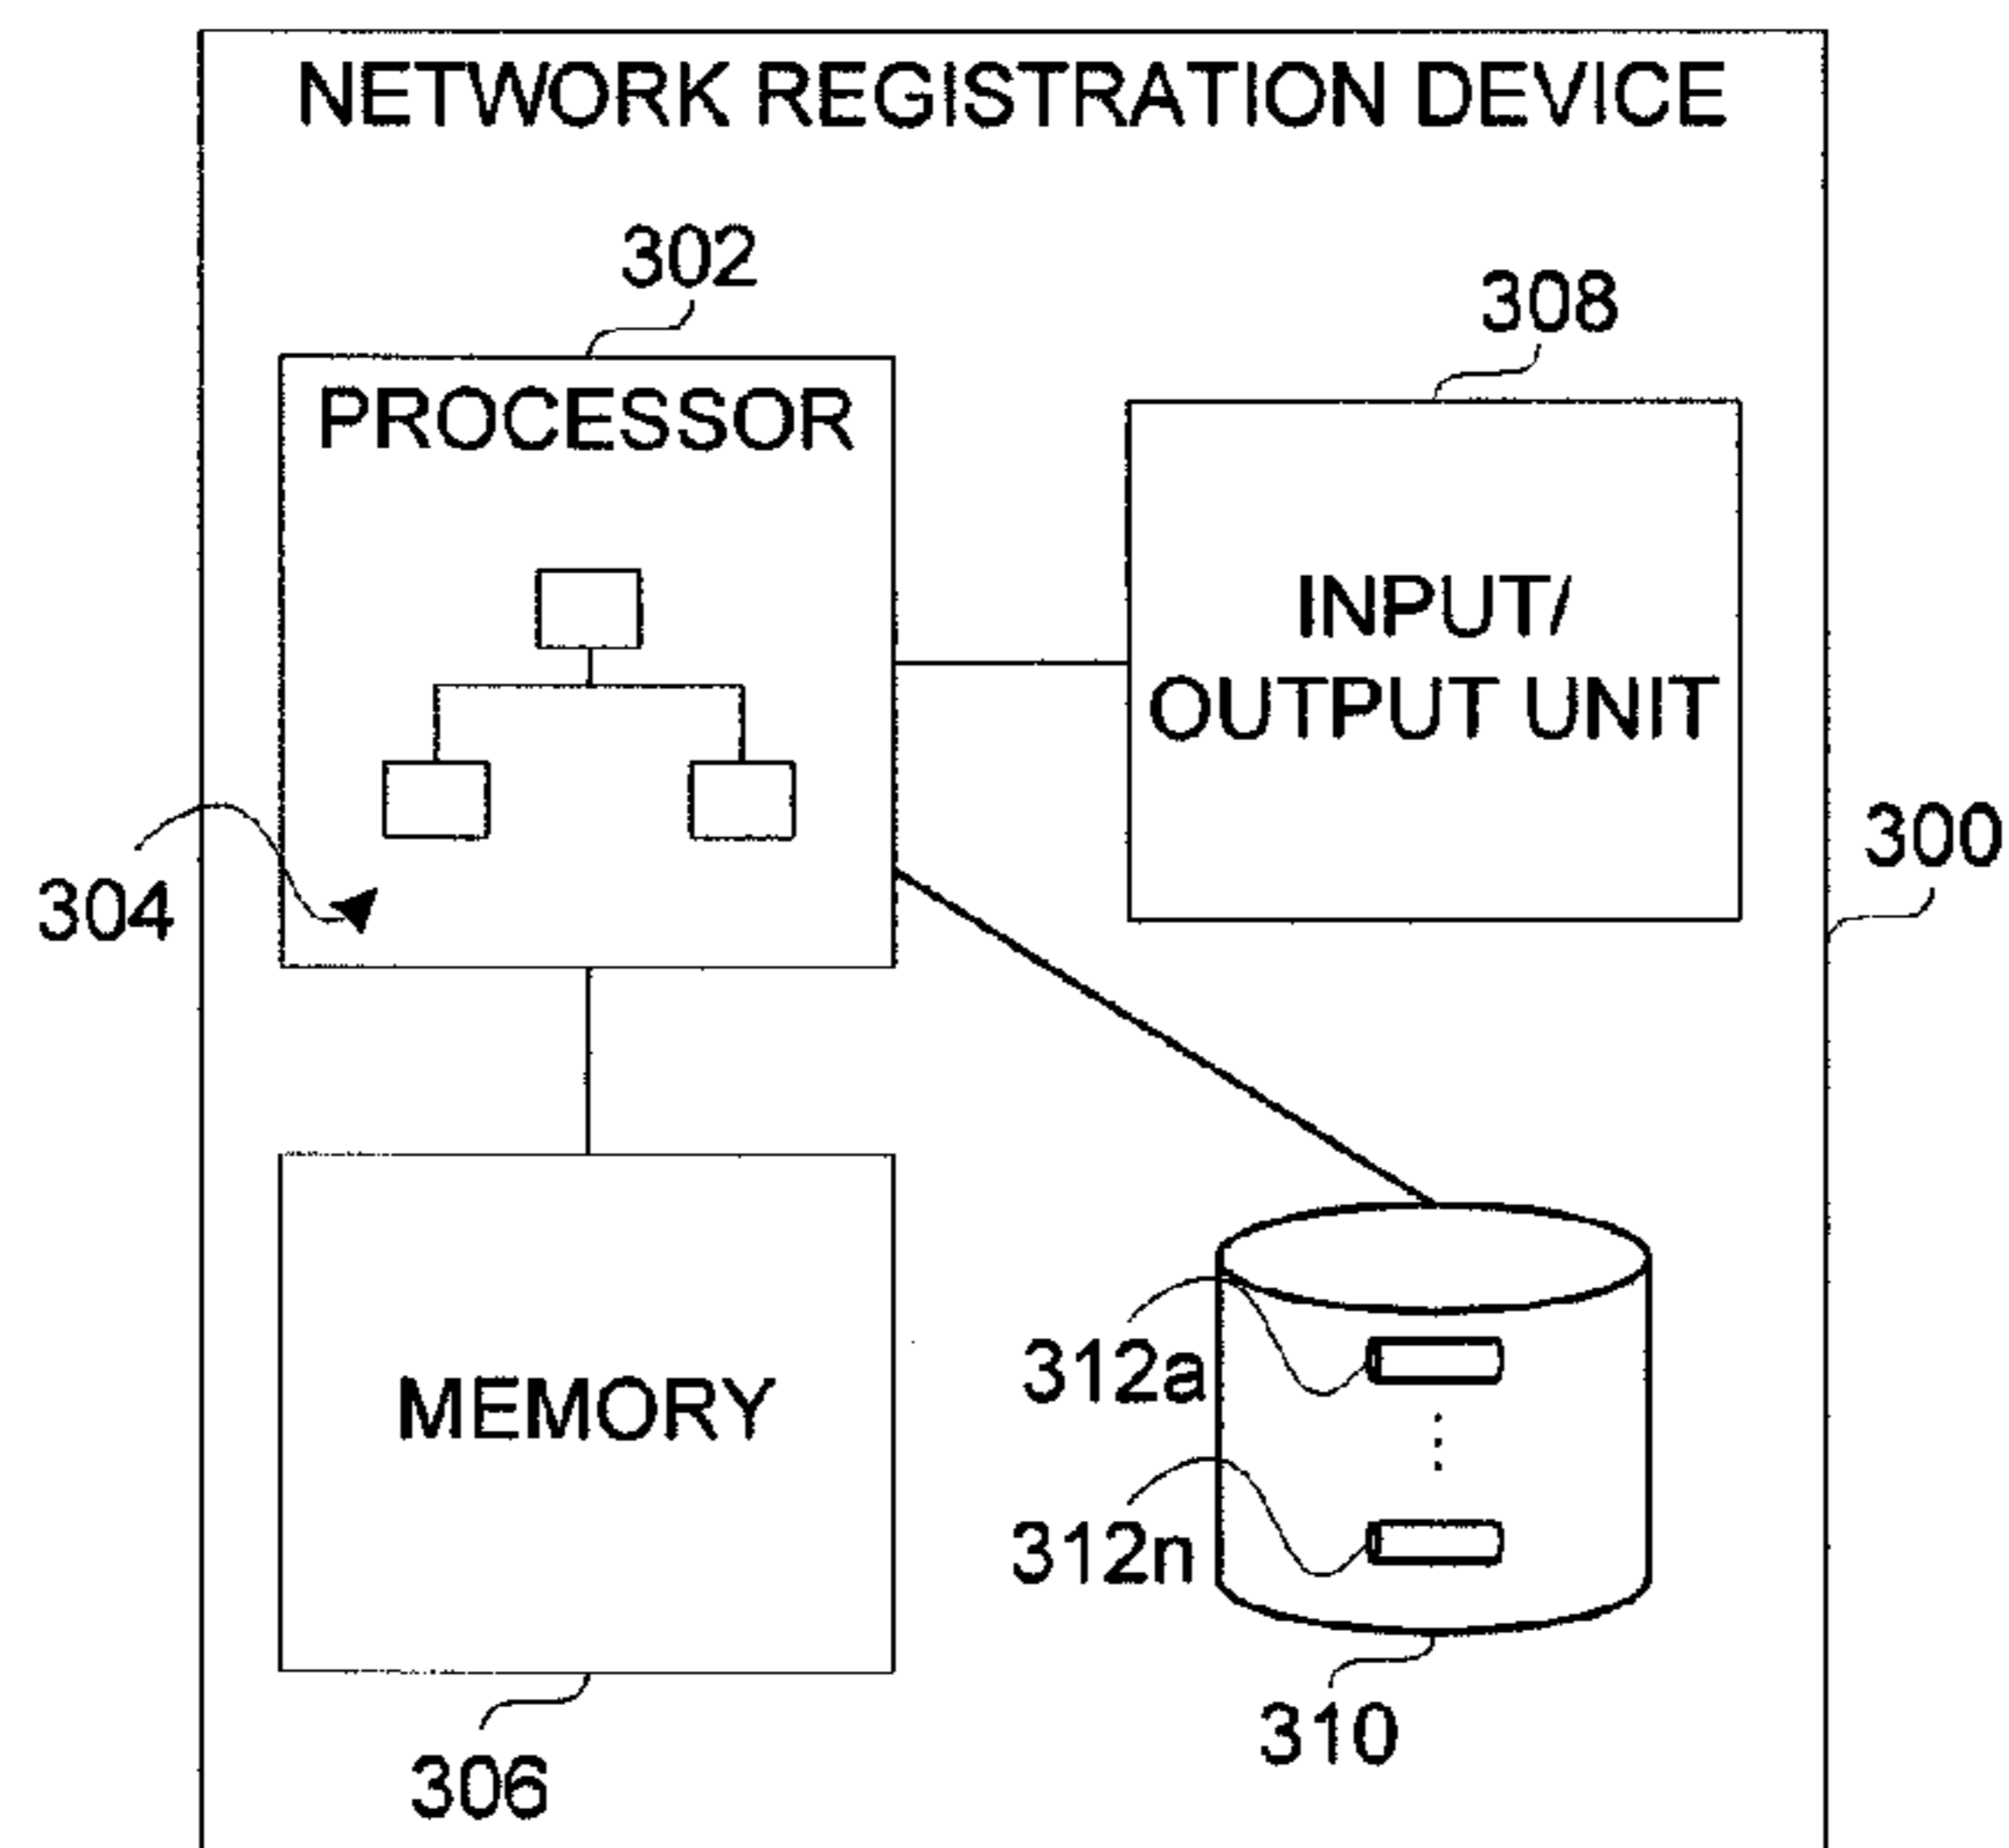 NETWORK REGISTRATION DEVICE
302
308
PROCESSOR
INPUT/
OUTPUT UNIT
300
304
312a
MEMORY
312n
310
306